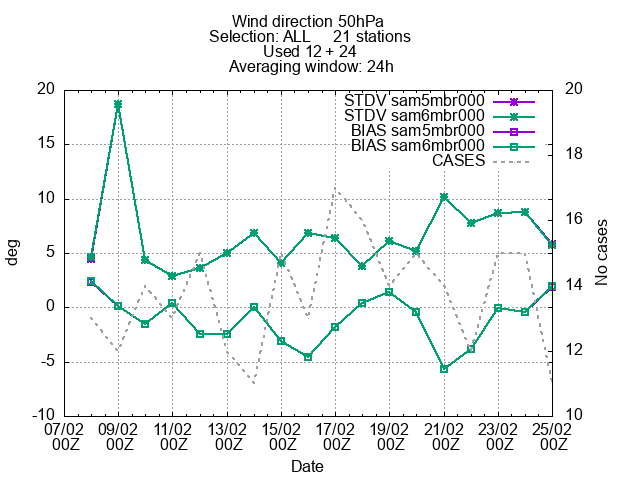 Wind direction 50hPa
Selection: ALL 21 stations
Used 12 + 24
Averaging window: 24h
STDV sam5mbr000
STDV sam6mbr000
BIAS sam5mbr000
BIAS sam6mbr000
CASES
20
15
10
5
0
-5
-10
deg
20
18
16
14
12
10
No cases
07/02 09/02 11/02 13/02 15/02 17/02 19/02 21/02 23/02 25/02
00Z 00Z 00Z 00Z 00Z 00Z 00Z 00Z 00Z 00Z
Date